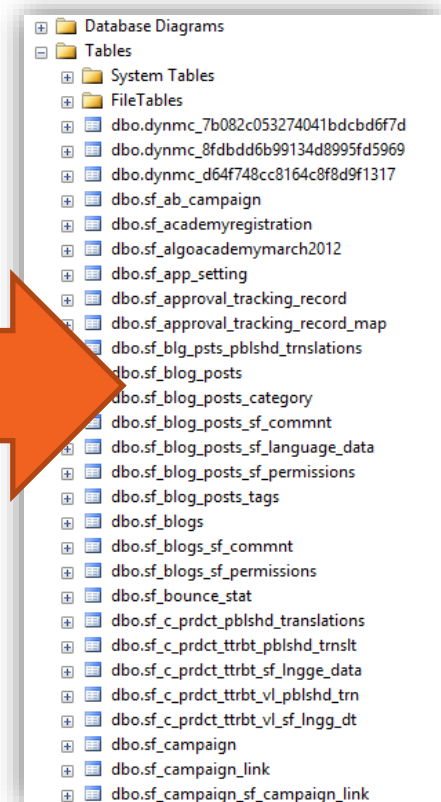 Database Diagrams
Tables
System Tables
FileTables
dbo.dynmc_7b082c053274041bdcbd6f7d
dbo.dynmc_8fdbdd6b99134d8995fd5969
dbo.dynmc_d64f748cc8164c8f8d9f1317
dbo.sf_ab_campaign
dbo.sf_academyregistration
dbo.sf_algoacademymarch2012
dbo.sf_app_setting
dbo.sf_approval_tracking_record
dbo.sf_approval_tracking_record_map
dbo.sf_blg_psts_pblshd_trnslations
dbo.sf_blog_posts
dbo.sf_blog_posts_category
dbo.sf_blog_posts_sf_commnt
dbo.sf_blog_posts_sf_language_data
dbo.sf_blog_posts_sf_permissions
dbo.sf_blog_posts_tags
dbo.sf_blogs
dbo.sf_blogs_sf_commnt
dbo.sf_blogs_sf_permissions
dbo.sf_bounce_stat
dbo.sf_c_prdct_pblshd_translations
dbo.sf_c_prdct_ttrbt_pblshd_trnslt
dbo.sf_c_prdct_ttrbt_sf_lngge_data
dbo.sf_c_prdct_ttrbt_vl_pblshd_trn
dbo.sf_c_prdct_ttrbt_vl_sf_lngg_dt
dbo.sf_campaign
dbo.sf_campaign_link
dbo.sf_campaign_sf_campaign_link